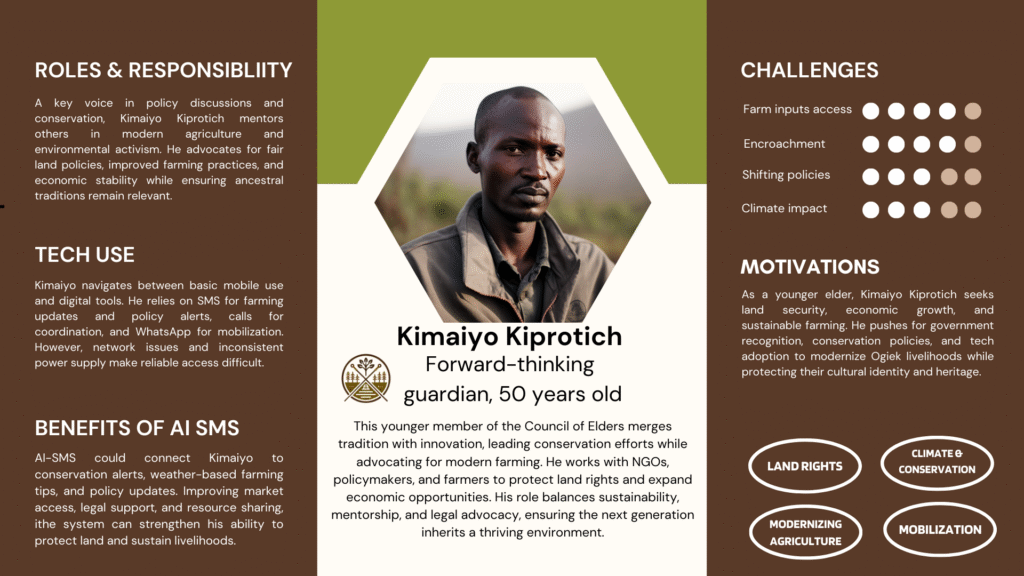 ROLES & RESPONSIBLIITY
A key voice in policy discussions and
conservation, Kimaiyo Kiprotich mentors
others in modern agriculture and
environmental activism. He advocates for fair
land policies, improved farming practices, and
economic stability while ensuring ancestral
traditions remain relevant.
TECH USE
Kimaiyo navigates between basic mobile use
and digital tools. He relies on SMS for farming
updates and policy alerts, calls for
coordination, and WhatsApp for mobilization.
However, network issues and inconsistent
power supply make reliable access difficult.
BENEFITS OF AI SMS
AI-SMS could connect Kimaiyo to
conservation alerts, weather-based farming
tips, and policy updates. Improving market
access, legal support, and resource sharing,
ithe system can strengthen his ability to
protect land and sustain livelihoods.
Kimaiyo Kiprotich
Forward-thinking
guardian, 50 years old
This younger member of the Council of Elders merges
tradition with innovation, leading conservation efforts while
advocating for modern farming. He works with NGOs,
policymakers, and farmers to protect land rights and expand
economic opportunities. His role balances sustainability,
mentorship, and legal advocacy, ensuring the next generation
inherits a thriving environment.
CHALLENGES
Farm inputs access
Encroachment
Shifting policies
Climate impact
MOTIVATIONS
As a younger elder, Kimaiyo Kiprotich seeks
land security, economic growth, and
sustainable farming. He pushes for government
recognition, conservation policies, and tech
adoption to modernize Ogiek livelihoods while
protecting their cultural identity and heritage.
LAND RIGHTS
CLIMATE &
CONSERVATION
MODERNIZING
AGRICULTURE
MOBILIZATION